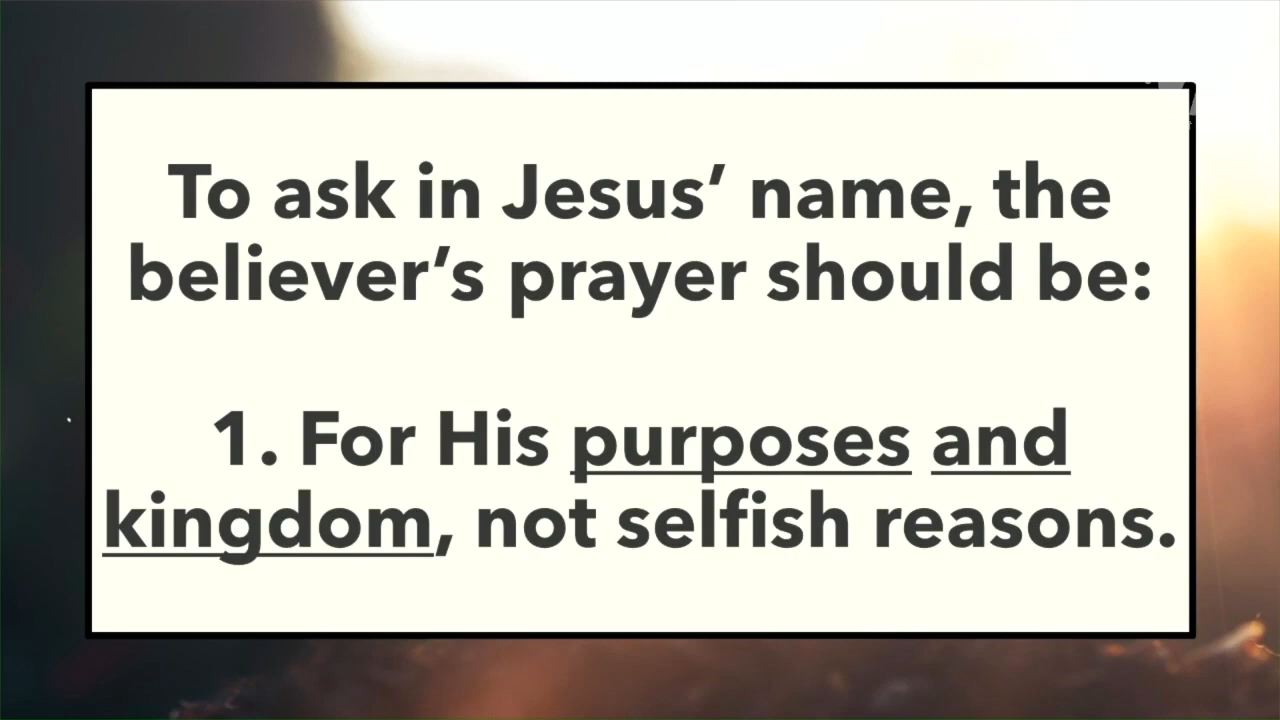 To ask in Jesus’ name, the
believer’s prayer should be:
1. For His purposes and
kingdom, not selfish reasons.